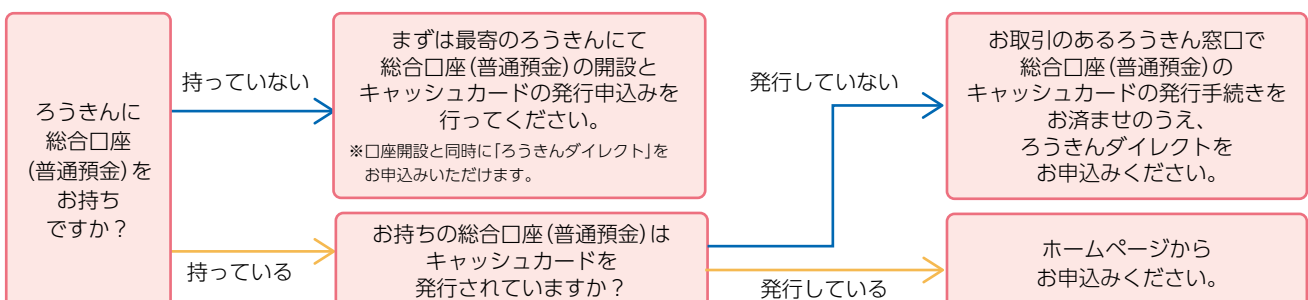 ろうきんに
総合口座
(普通預金)を
お持ち
ですか？
持っていない
まずは最寄のろうきんにて
総合口座(普通預金)の開設と
キャッシュカードの発行申込みを
行ってください。
※口座開設と同時に「ろうきんダイレクト」を
お申込みいただけます。
持っている
お持ちの総合口座(普通預金)は
キャッシュカードを
発行されていますか？
発行していない
お取引のあるろうきん窓口で
総合口座(普通預金)の
キャッシュカードの発行手続きを
お済ませのうえ、
ろうきんダイレクトを
お申込みください。
発行している
ホームページから
お申込みください。